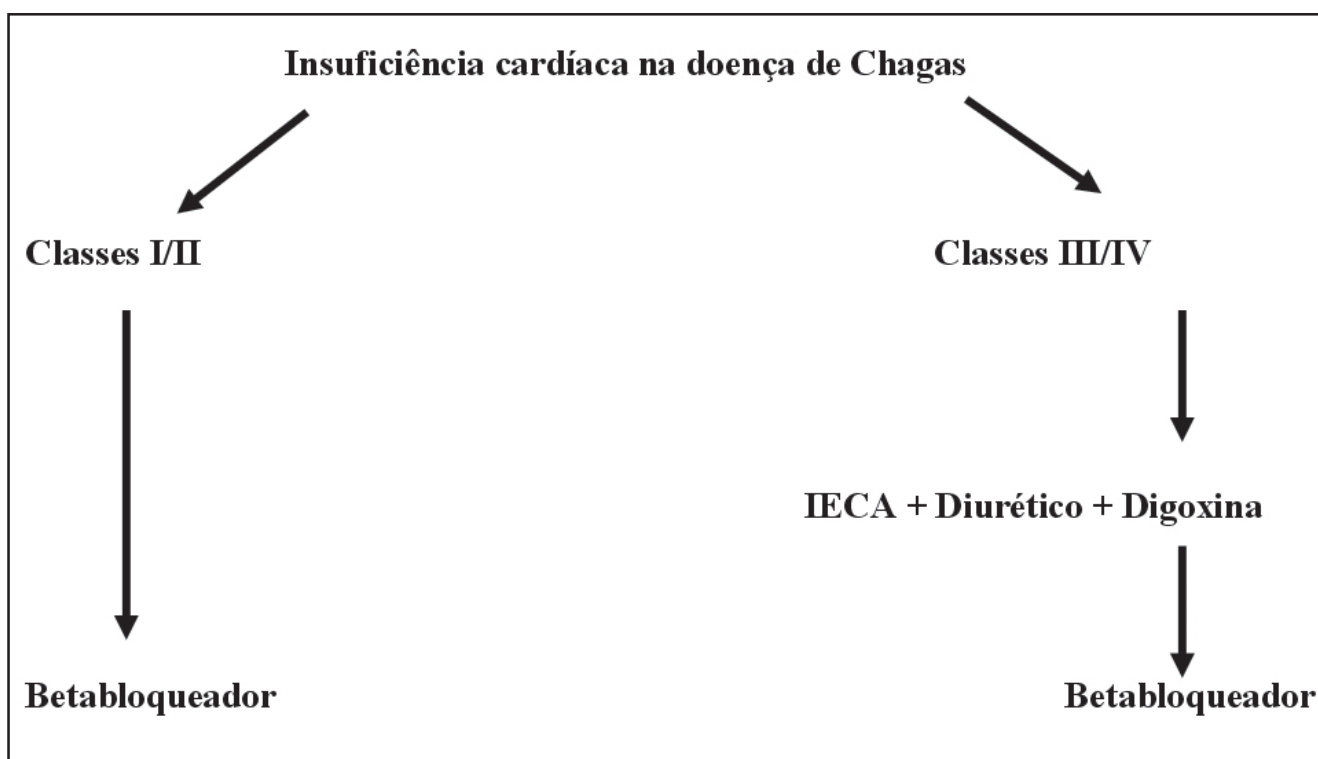 Insuficiência cardíaca na doença de Chagas
Classes I/II
Classes III/IV
IECA + Diurético + Digoxina
Betabloqueador
Betabloqueador